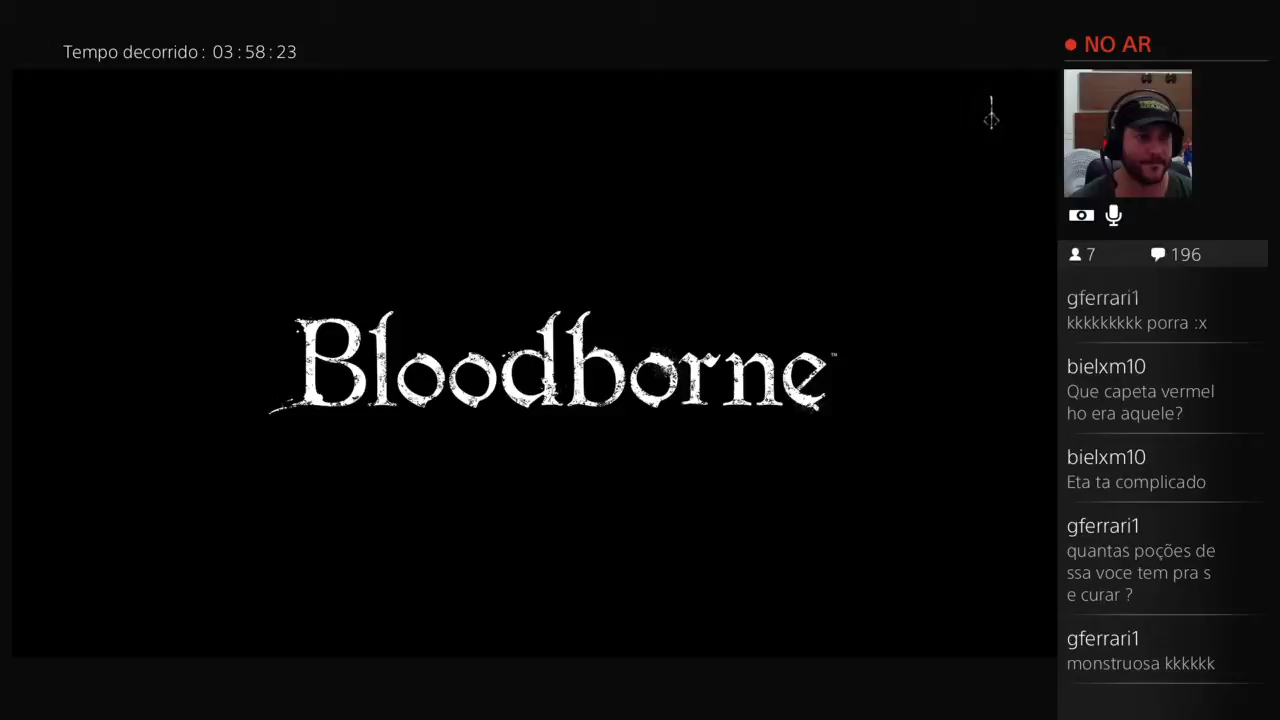 Tempo decorrido: 03:58:23
NO AR
7
196
Bloodborne™
gferrari1
kkkkkkkkk porra :x
bielxm10
Que capeta vermel
ho era aquele?
bielxm10
Eta ta complicado
gferrari1
quantas poções de
ssa voce tem pra s
e curar ?
gferrari1
monstruosa kkkkkk